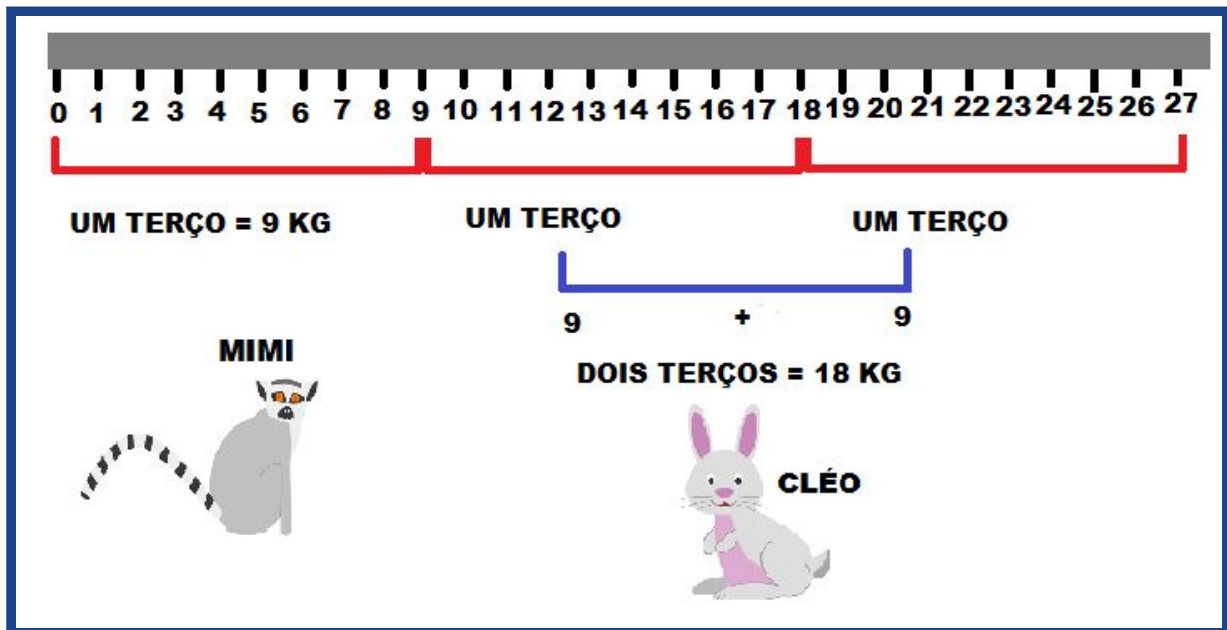 0 1 2 3 4 5 6 7 8 9 10 11 12 13 14 15 16 17 18 19 20 21 22 23 24 25 26 27
UM TERÇO = 9 KG UM TERÇO UM TERÇO
9 + 9
MIMI
DOIS TERÇOS = 18 KG
CLÉO